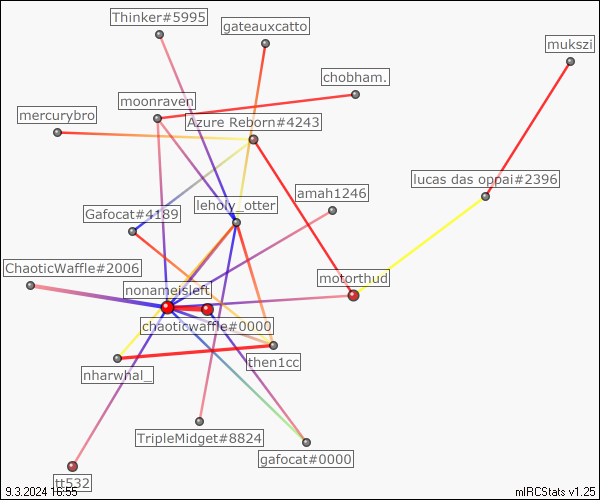 Thinker#5995
gateauxcatto
mukszi
chobham.
moonraven
mercurybro
Azure Reborn#4243
lucas das oppai#2396
amah1246
leholy_otter
Gafocat#4189
ChaoticWaffle#2006
motorthud
nonameisleft
chaoticwaffle#0000
then1cc
nharwhal_
TripleMidget#8824
gafocat#0000
tt532
9.3.2024 16:55
mIRCStats v1.25